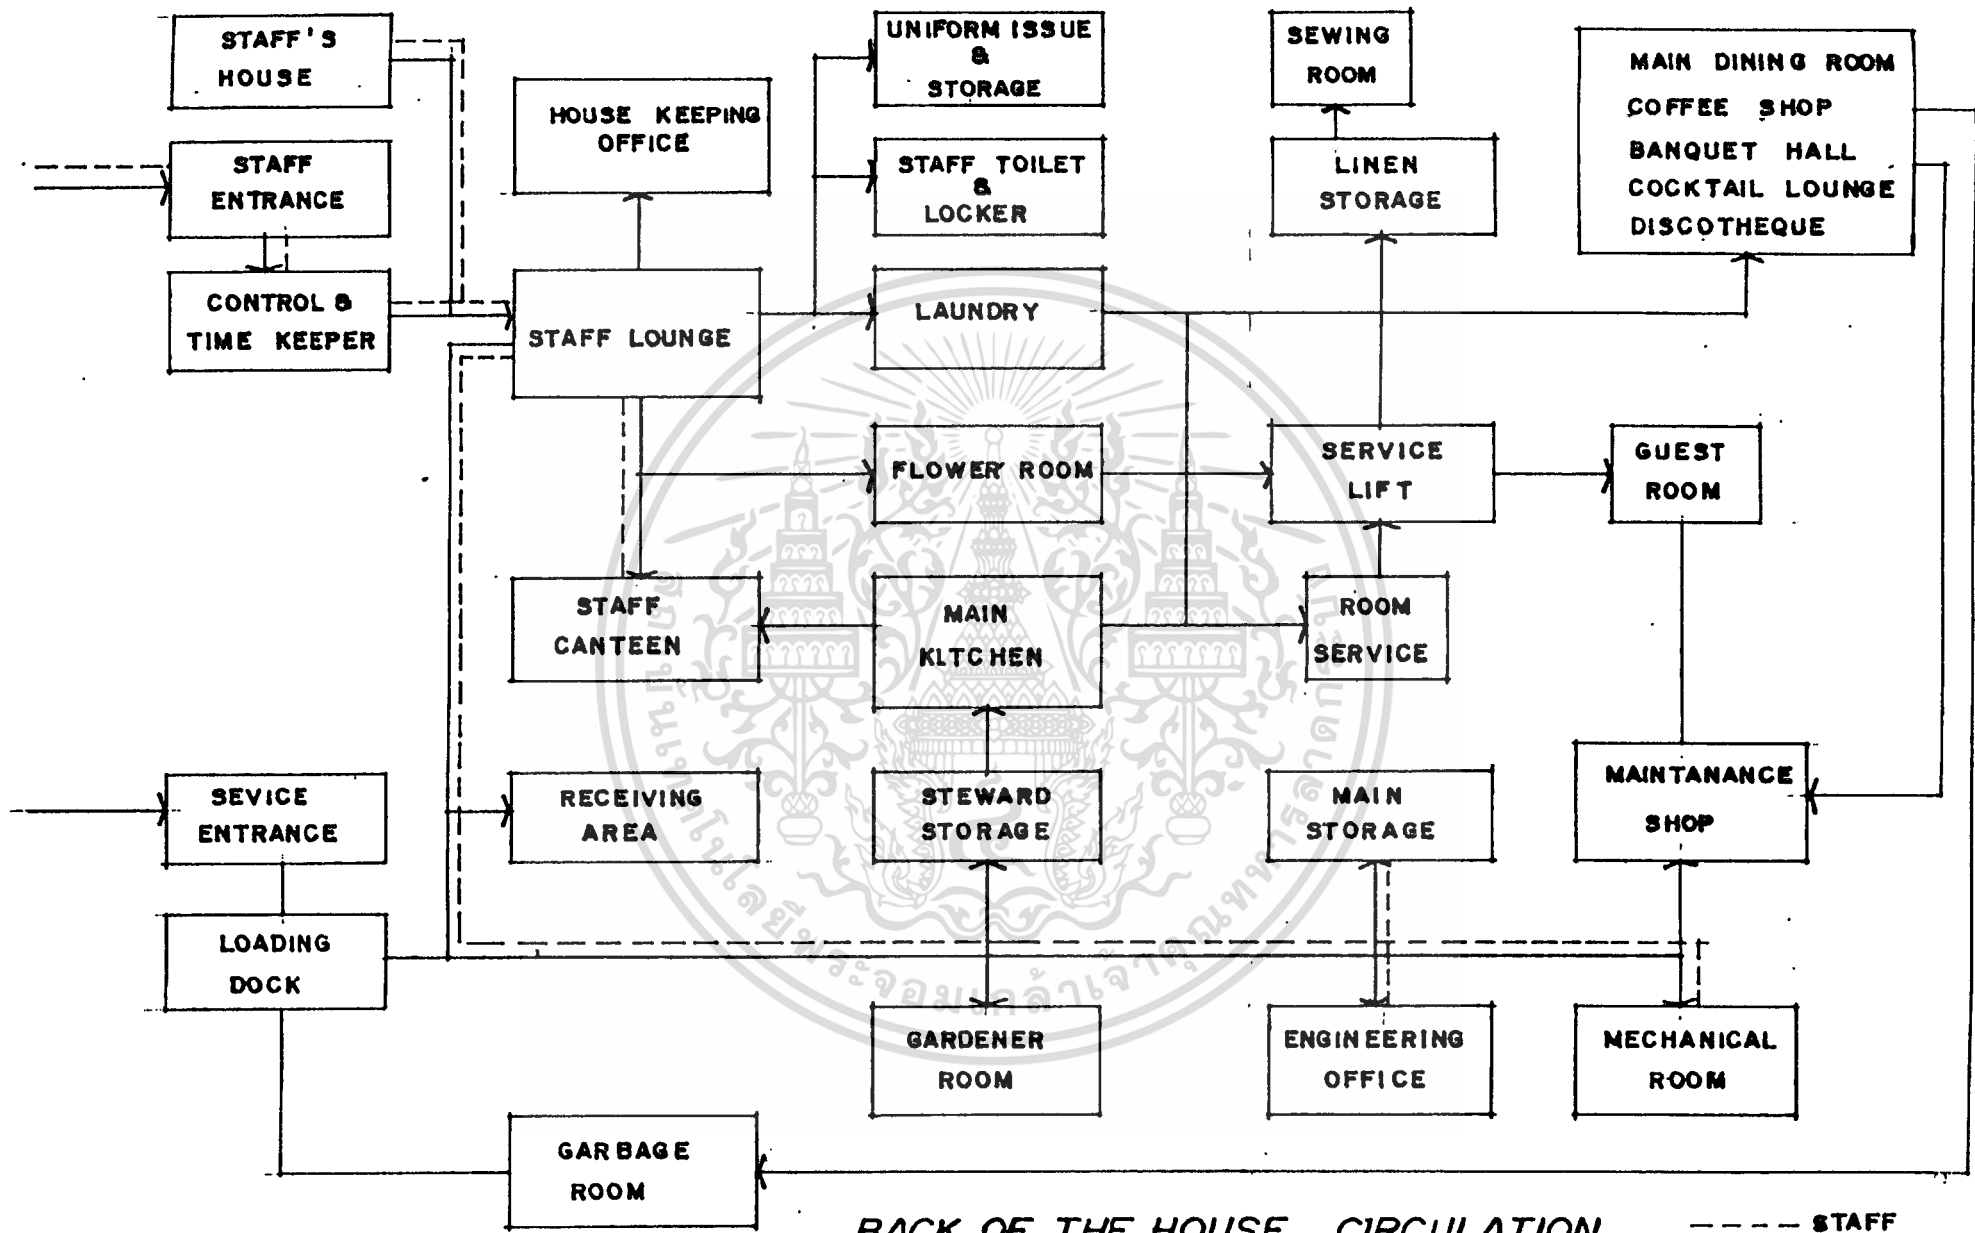 STAFF'S
HOUSE
STAFF
ENTRANCE
CONTROL &
TIME KEEPER
HOUSE KEEPING
OFFICE
STAFF LOUNGE
UNIFORM ISSUE
&
STORAGE
STAFF TOILET
&
LOCKER
LAUNDRY
FLOWER ROOM
SEWING
ROOM
LINEN
STORAGE
MAIN DINING ROOM
COFFEE SHOP
BANQUET HALL
COCKTAIL LOUNGE
DISCOTHEQUE
SERVICE
LIFT
GUEST
ROOM
STAFF
CANTEEN
MAIN
KLTCHEN
ROOM
SERVICE
SEVICE
ENTRANCE
RECEIVING
AREA
STEWARD
STORAGE
MAIN
STORAGE
MAINTANANCE
SHOP
LOADING
DOCK
GARDENER
ROOM
ENGINEERING
OFFICE
MECHANICAL
ROOM
GARBAGE
ROOM
BACK OF THE HOUSE CIRCULATION
STAFF